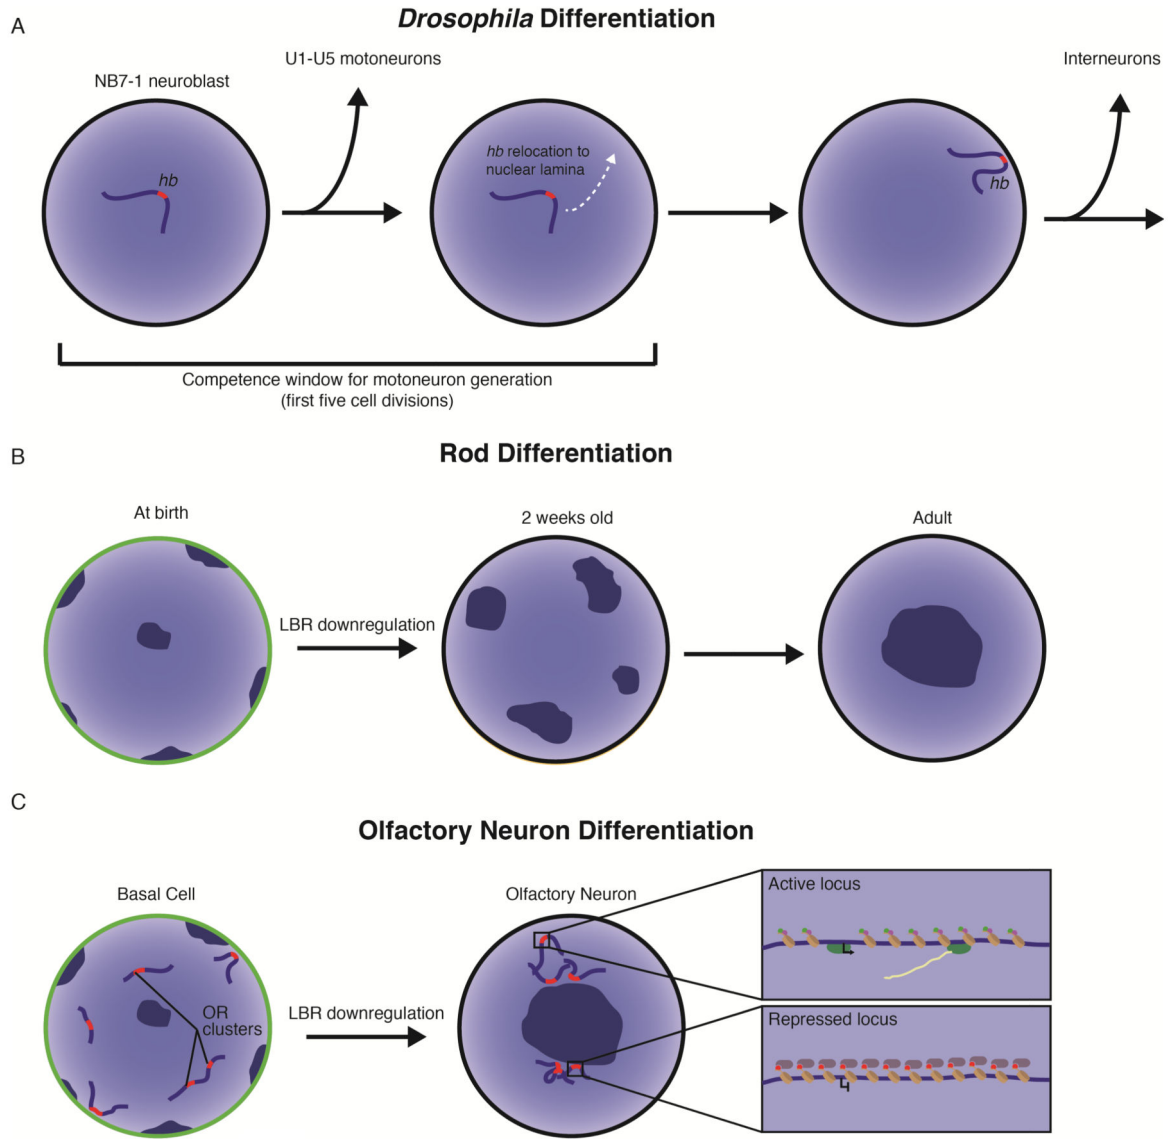 A
Drosophila Differentiation
NB7-1 neuroblast
U1-U5 motoneurons
Interneurons
hb
hb relocation to
nuclear lamina
hb
Competence window for motoneuron generation
(first five cell divisions)
B
Rod Differentiation
At birth
2 weeks old
Adult
LBR downregulation
C
Olfactory Neuron Differentiation
Basal Cell
Olfactory Neuron
Active locus
OR
clusters
LBR downregulation
Repressed locus